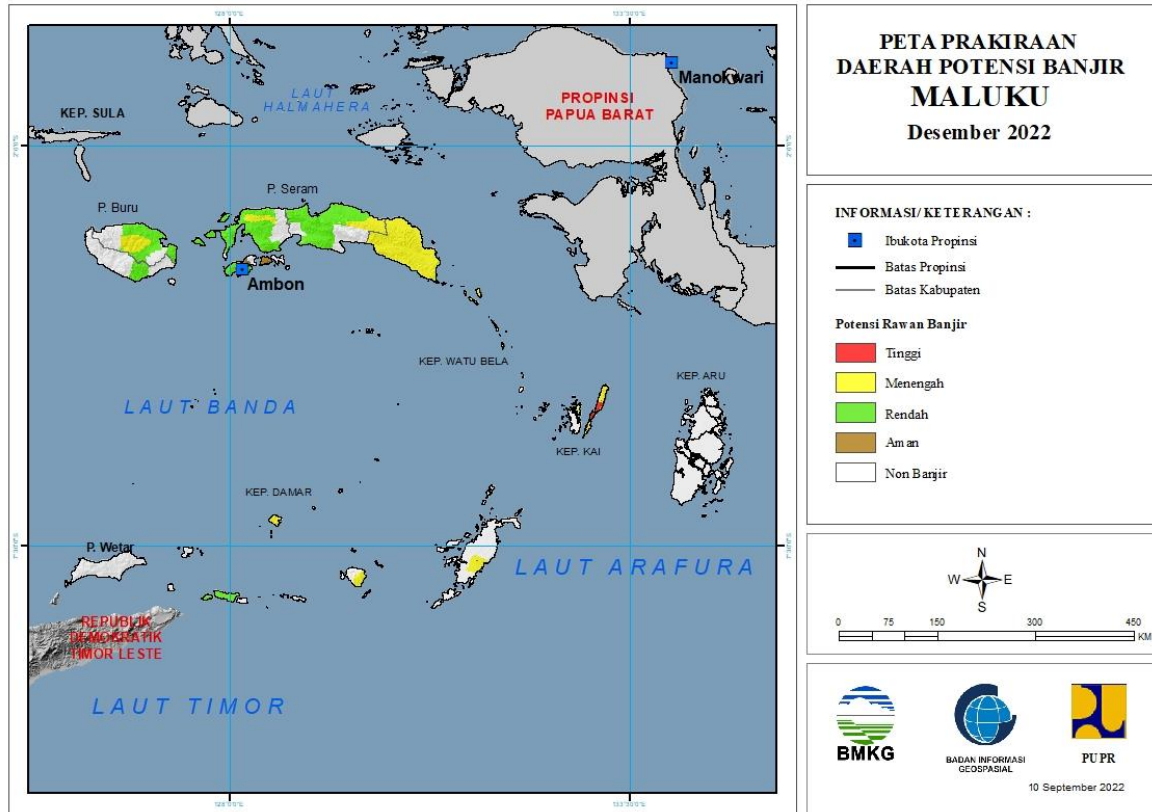 PETA PRAKIRAAN
DAERAH POTENSI BANJIR
MALUKU
Desember 2022
INFORMASI/ KETERANGAN :
Ibukota Propinsi
Batas Propinsi
Batas Kabupaten
Potensi Rawan Banjir
Tinggi
Menengah
Rendah
Aman
Non Banjir
N
W E
S
0 75 150 300 450
KM
BMKG
BADAN INFORMASI
GEOSPASIAL
PUPR
10 September 2022
Manokwari
LAUT
HALMAHERA
PROPINSI
PAPUA BARAT
KEP. SULA
P. Seram
P. Buru
Ambon
KEP. WATU BELA
KEP. ARU
LAUT BANDA
KEP. KAI
KEP. DAMAR
P. Wetar
LAUT ARAFURA
REPUBLIK
DEMOKRATIK
TIMOR LESTE
LAUT TIMOR